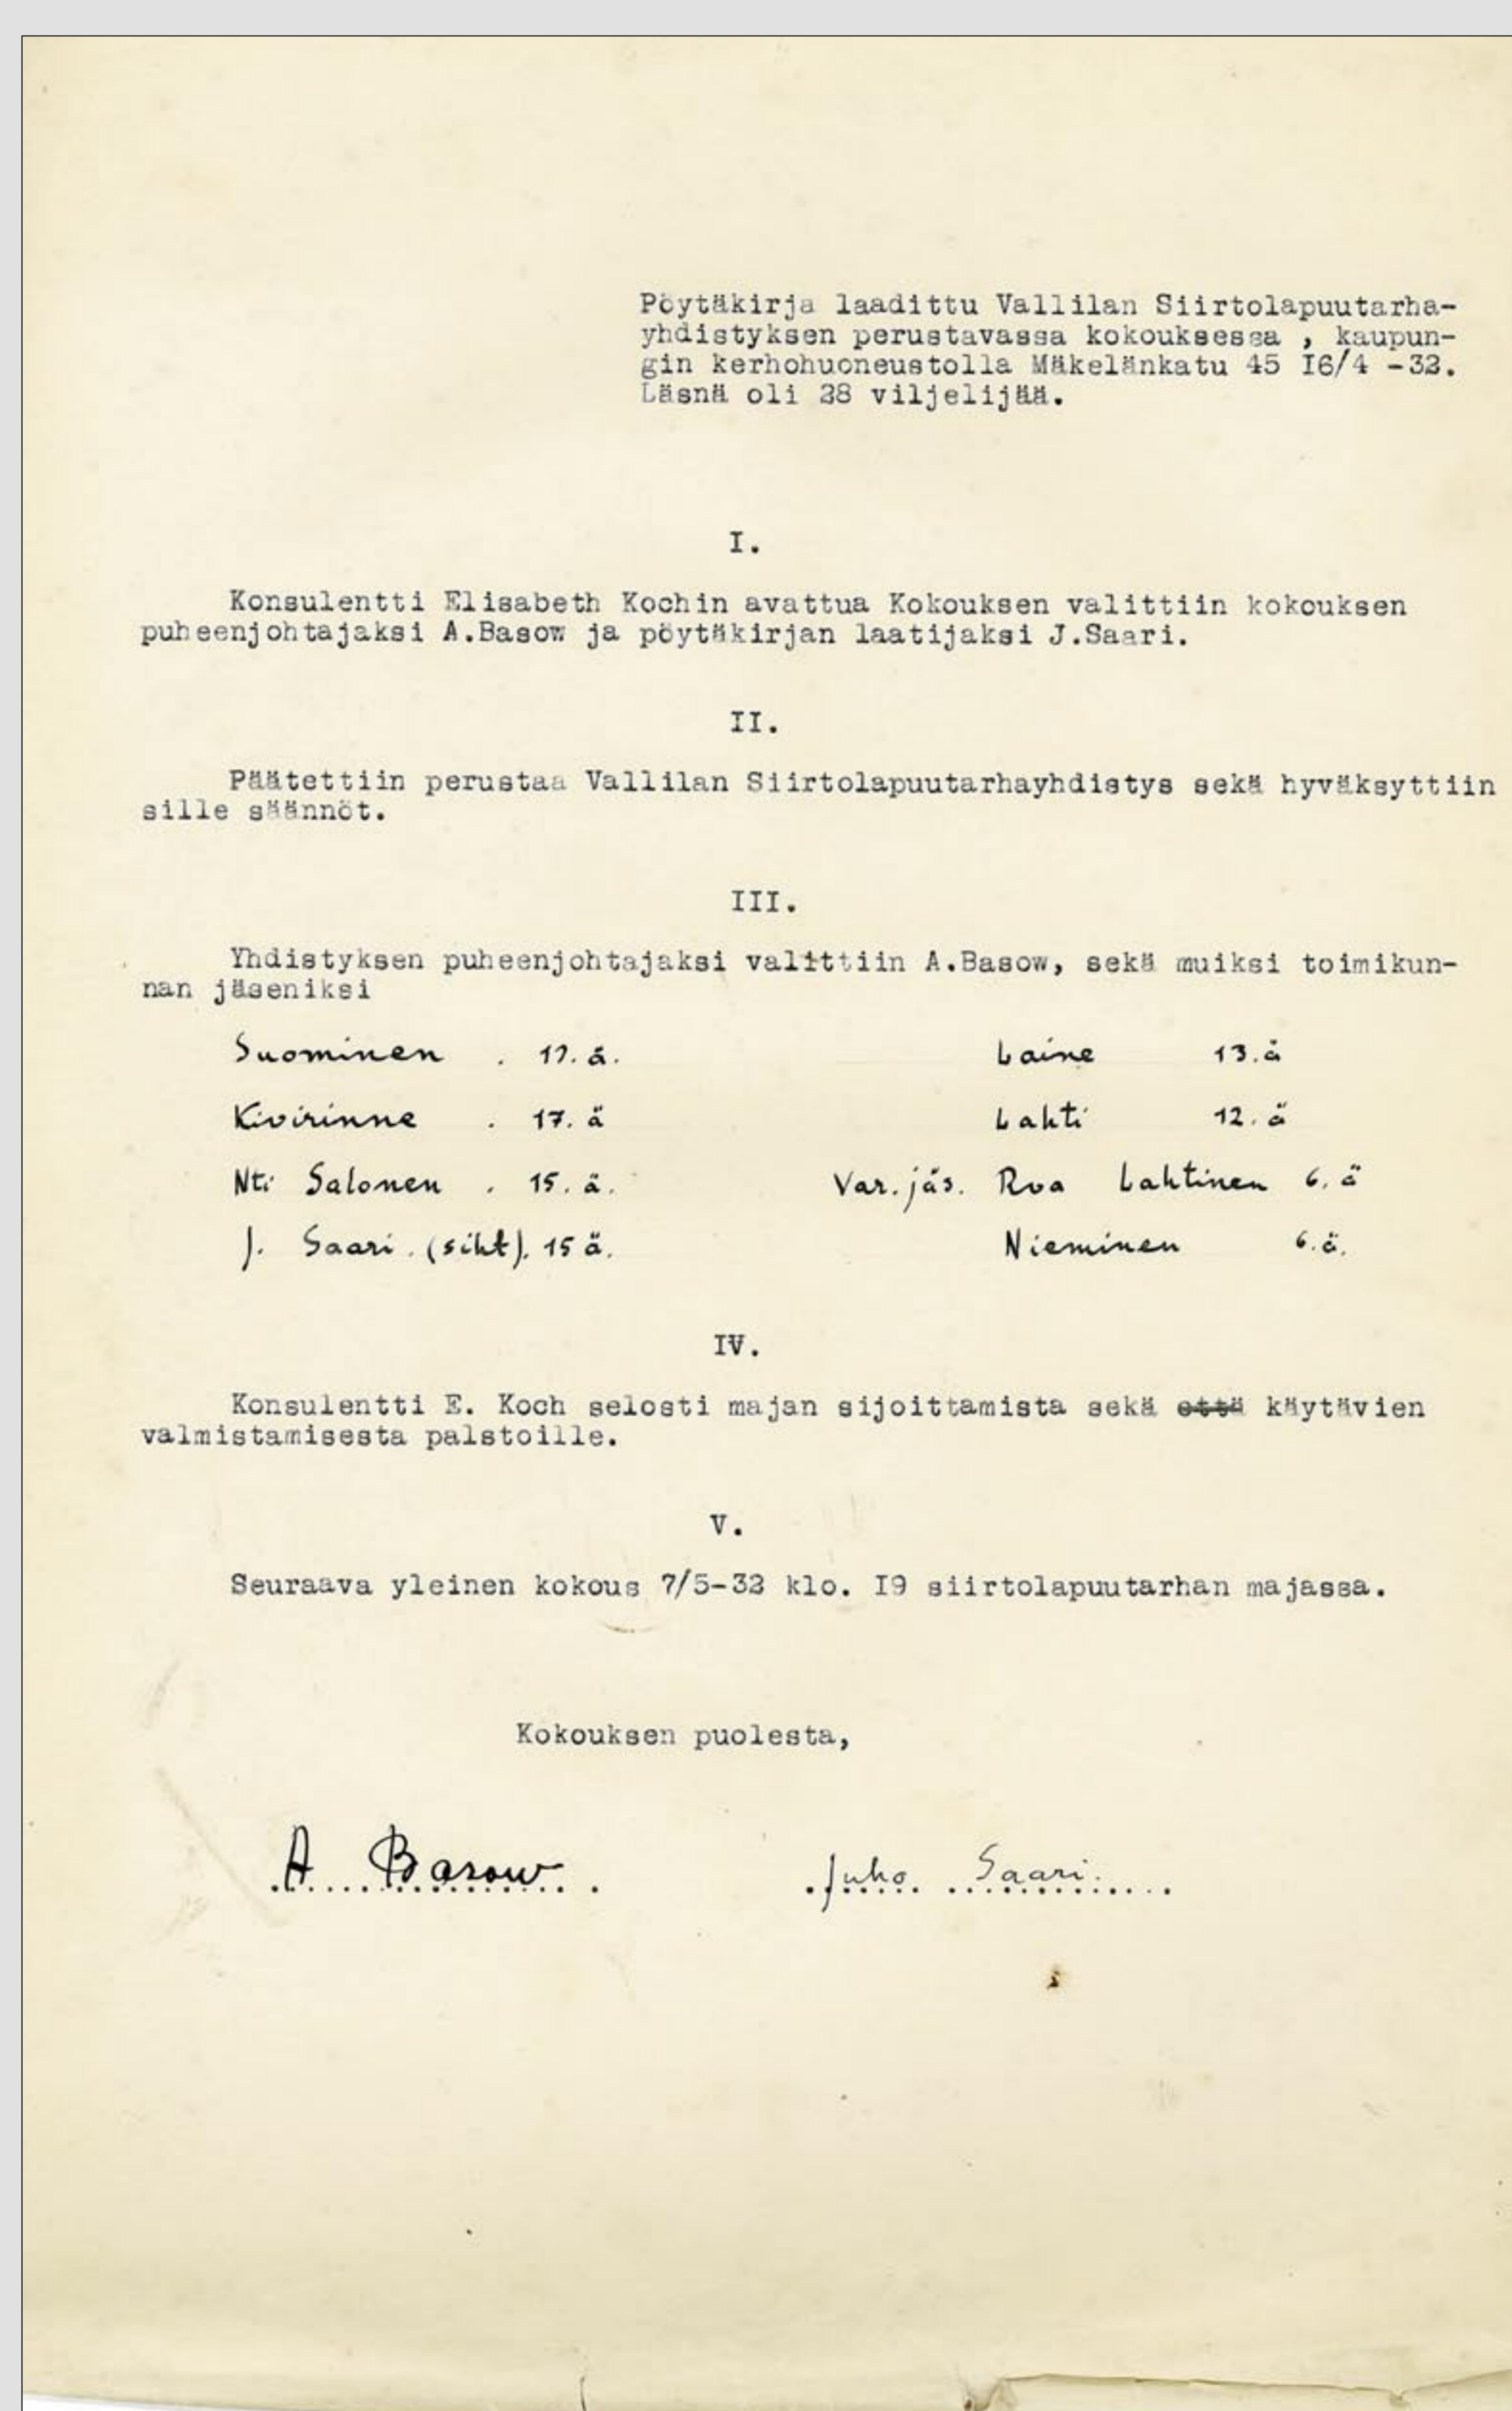 Pöytäkirja laadittu Vallilan Siirtolapuutarha-
yhdistyksen perustavassa kokouksessa , kaupun-
gin kerhohuoneustolla Mäkelänkatu 45 I6/4 -32.
Läsnä oli 28 viljelijää.
I.
Konsulentti Elisabeth Kochin avattua Kokouksen valittiin kokouksen
puheenjohtajaksi A.Basow ja pöytäkirjan laatijaksi J.Saari.
II.
Päätettiin perustaa Vallilan Siirtolapuutarhayhdistys sekä hyväksyttiin
sille säännöt.
III.
Yhdistyksen puheenjohtajaksi valittiin A.Basow, sekä muiksi toimikun-
nan jäseniksi
Suominen . ä. Laine 13.ä
Kivirinne . 17. ä Lahti 12. ä
Nti Salonen . 15. ä. Var. jäs. Rva Lahtinen 6. ä
J. Saari . (siht). 15 ä. Nieminen 6. ä.
IV.
Konsulentti E. Koch selosti majan sijoittamista sekä että käytävien
valmistamisesta palstoille.
V.
Seuraava yleinen kokous 7/5-32 klo. I9 siirtolapuutarhan majassa.
Kokouksen puolesta,
A Basow Juho Saari.